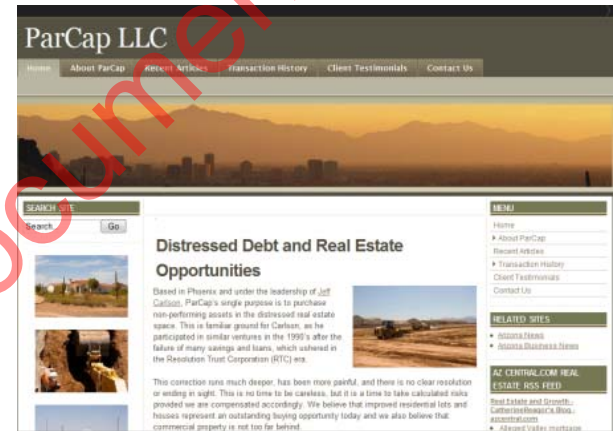 ParCap LLC
Home About ParCap Recent Articles Transaction History Client Testimonials Contact Us
SEARCH SITE
Search Go
Distressed Debt and Real Estate
Opportunities
Based in Phoenix and under the leadership of Jeff
Carlson, ParCap's single purpose is to purchase
non-performing assets in the distressed real estate
space. This is familiar ground for Carlson, as he
participated in similar ventures in the 1990's after the
failure of many savings and loans, which ushered in
the Resolution Trust Corporation (RTC) era.
This correction runs much deeper, has been more painful, and there is no clear resolution
or ending in sight. This is no time to be careless, but it is a time to take calculated risks
provided we are compensated accordingly. We believe that improved residential lots and
houses represent an outstanding buying opportunity today and we also believe that
commercial property is not too far behind.
MENU
Home
About ParCap
Recent Articles
Transaction History
Client Testimonials
Contact Us
RELATED SITES
Arizona News
Arizona Business News
AZ CENTRAL.COM REAL
ESTATE RSS FEED
Real Estate and Growth -
CatherineReagor's Blog -
azcentral.com
Alleged Valley mortgage
ocume